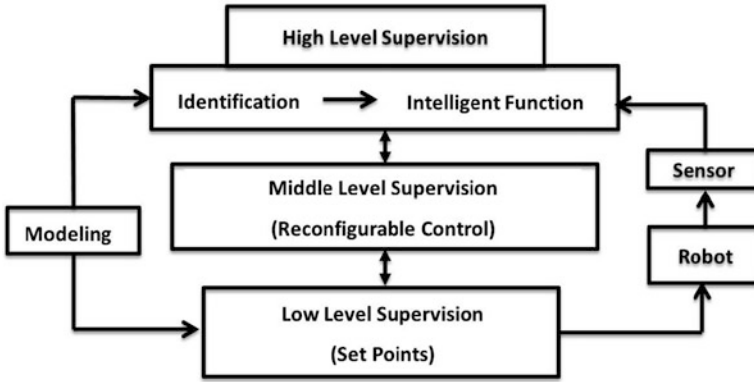 High Level Supervision
Identification
Intelligent Function
Sensor
Middle Level Supervision
(Reconfigurable Control)
Modeling
Robot
Low Level Supervision
(Set Points)